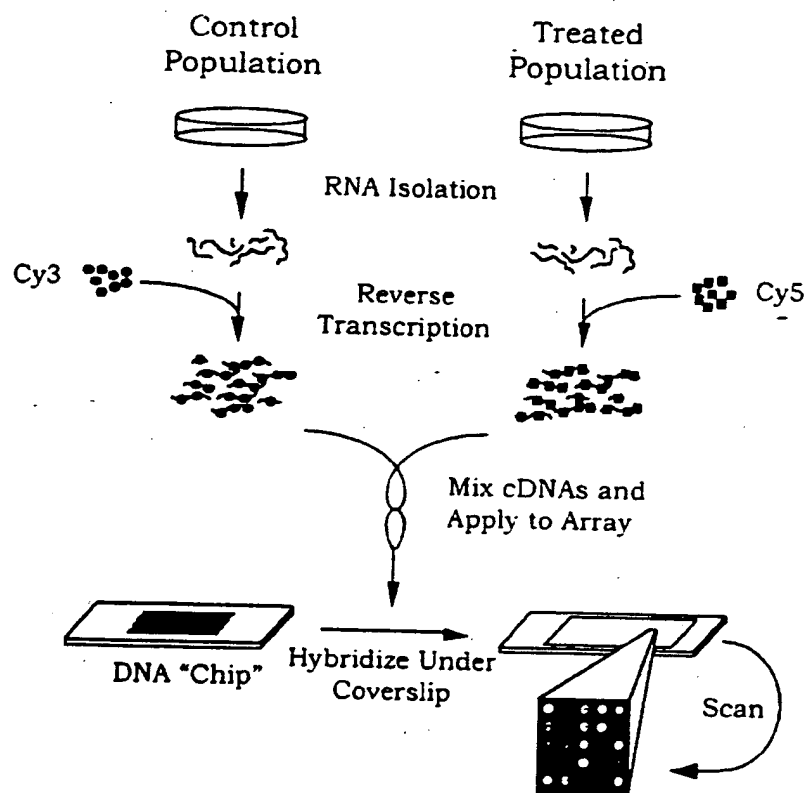 Control
Population
Treated
Population
RNA Isolation
Cy3
Reverse
Transcription
Cy5
Mix cDNAs and
Apply to Array
DNA "Chip"
Hybridize Under
Coverslip
Scan